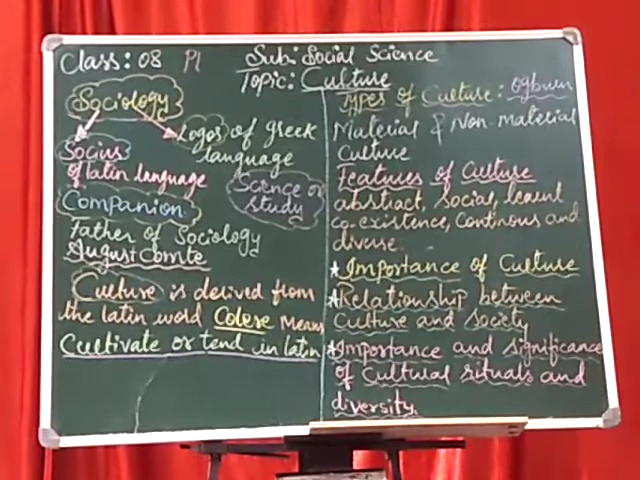 Class: 08 P1
Sub: Social Science
Topic: Culture
Sociology
Logos of greek
language
Socius
of latin language
Science or
study
Companion
Father of Sociology
August Comte
Culture is derived from
the latin word Colere means
Cultivate or tend in latin
Types of Culture: Ogburn
Material & Non-material
Culture
Features of Culture
abstract, Social, learnt
co-existence, Continous and
diverse.
* Importance of Culture
* Relationship between
Culture and Society
* Importance and significance
of Cultural rituals and
diversity.